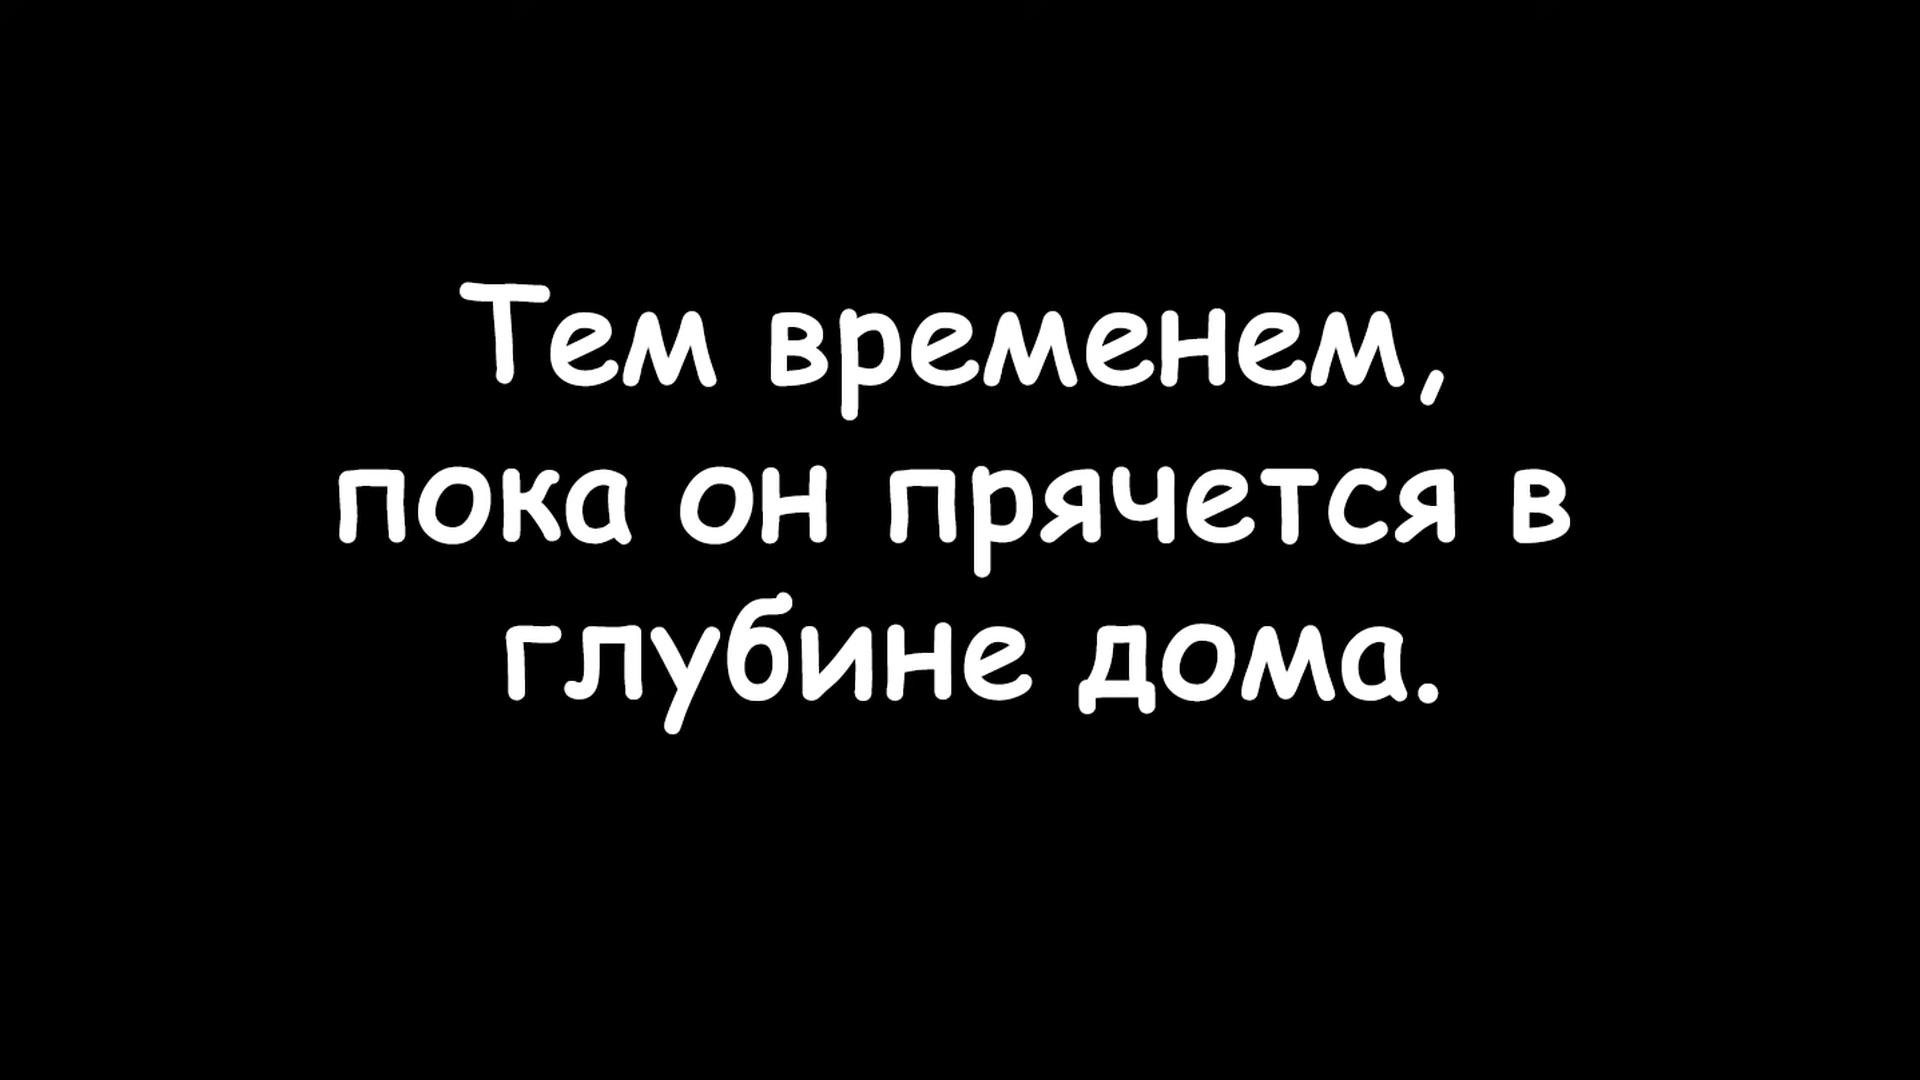 Тем временем,
пока он прячется в
глубине дома.